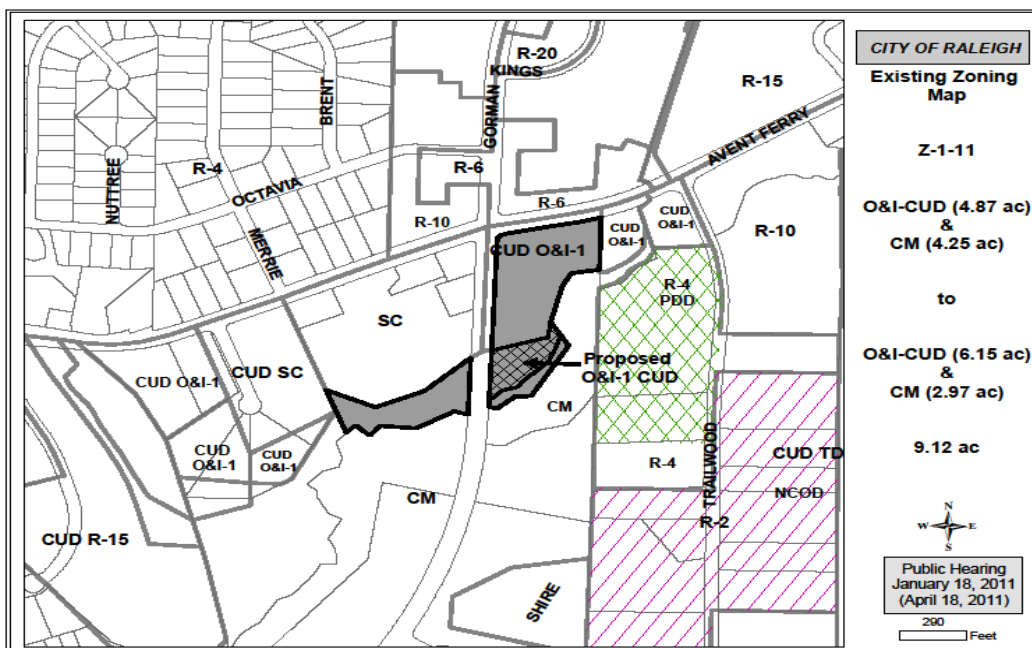 R-20
KINGS
R-15
BRENT
GORMAN
AVENT FERRY
NUTTREE
R-4
OCTAVIA
R-6
R-10
R-6
MERRIE
CUD O&I-1
CUD
O&I-1
CUD
O&I-1
R-10
R-4
PDD
SC
Proposed
O&I-1 CUD
CUD O&I-1
CUD SC
CM
CUD
O&I-1
CUD
O&I-1
R-4
TRAILWOOD
CUD TD
NCOD
CM
R-2
CUD R-15
SHIRE
CITY OF RALEIGH
Existing Zoning
Map
Z-1-11
O&I-CUD (4.87 ac)
&
CM (4.25 ac)
to
O&I-CUD (6.15 ac)
&
CM (2.97 ac)
9.12 ac
N
W E
S
Public Hearing
January 18, 2011
(April 18, 2011)
290
Feet